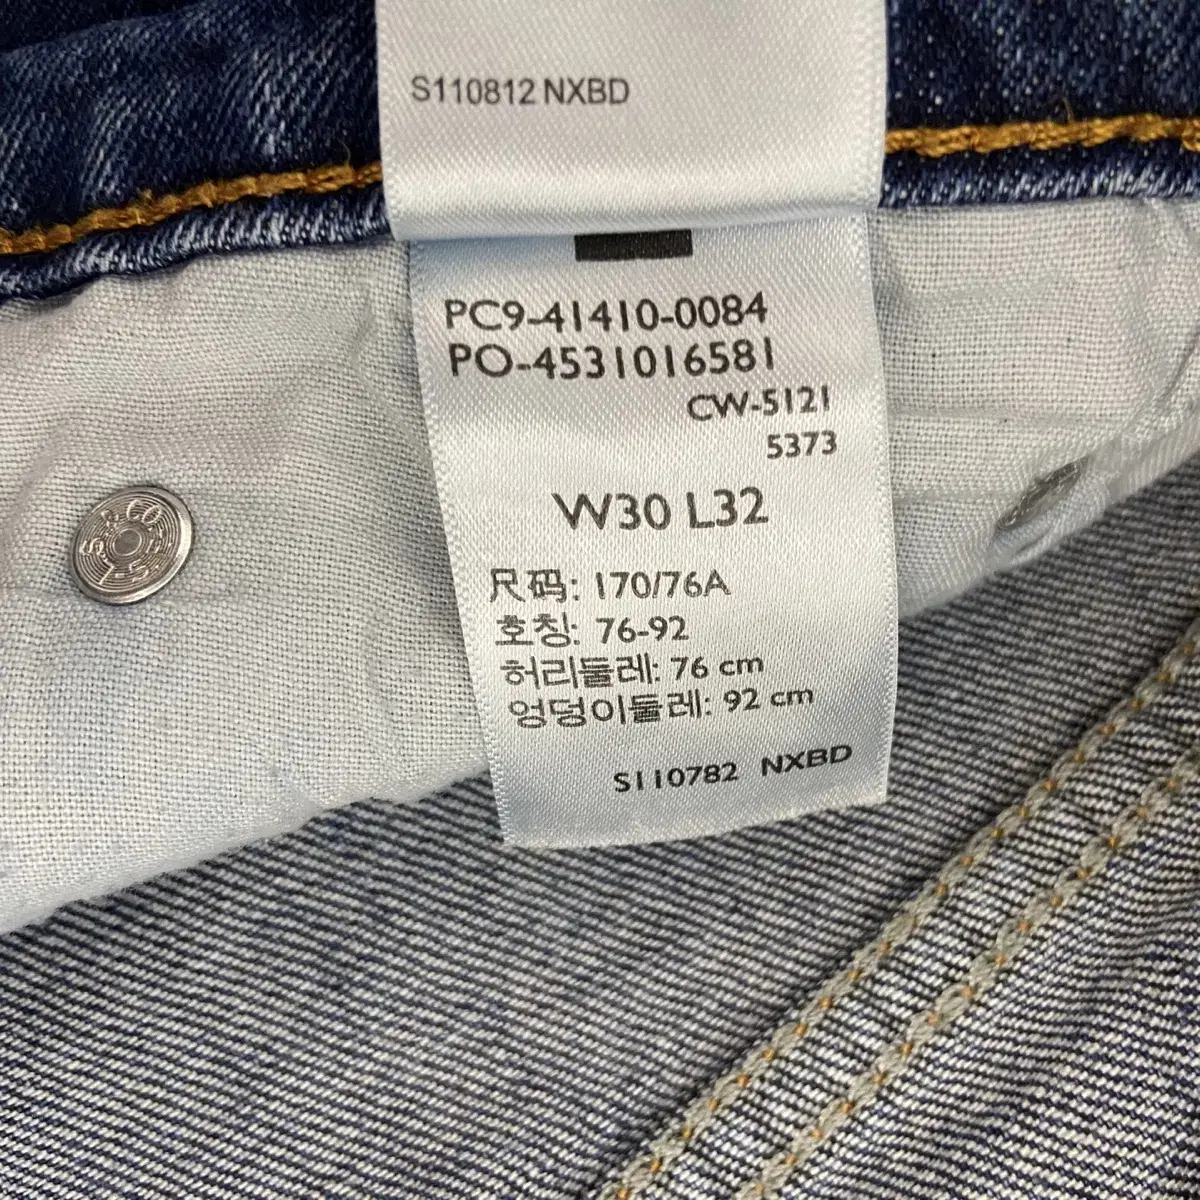 S110812 NXBD
PC9-41410-0084
PO-4531016581
CW-5121
5373
W30 L32
尺码: 170/76A
호칭: 76-92
허리둘레: 76 cm
엉덩이둘레: 92 cm
S110782 NXBD